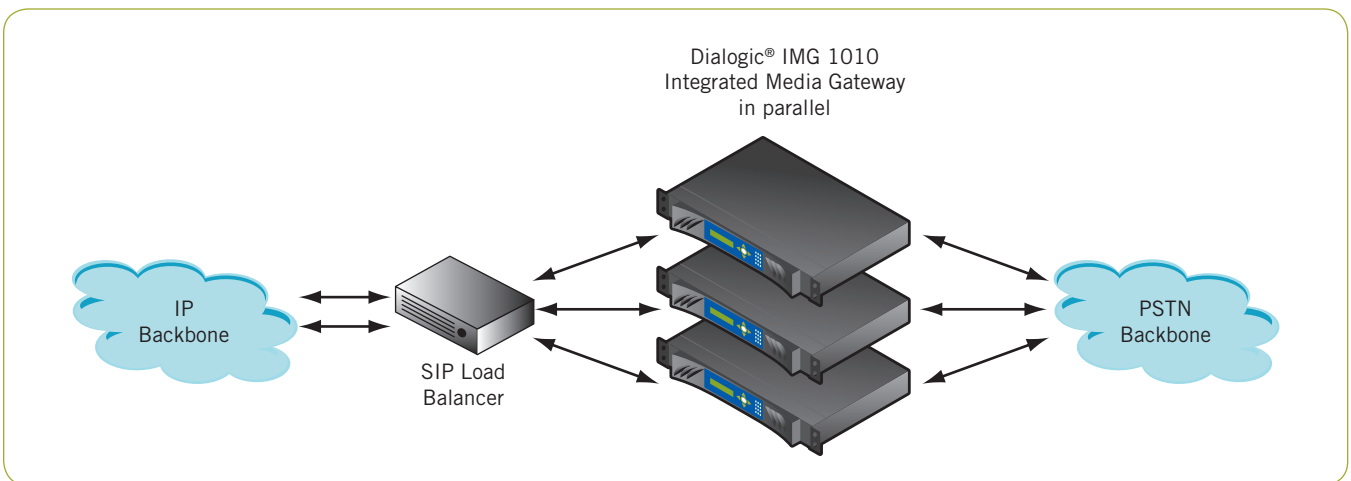 Dialogic® IMG 1010
Integrated Media Gateway
in parallel
IP
Backbone
SIP Load
Balancer
PSTN
Backbone